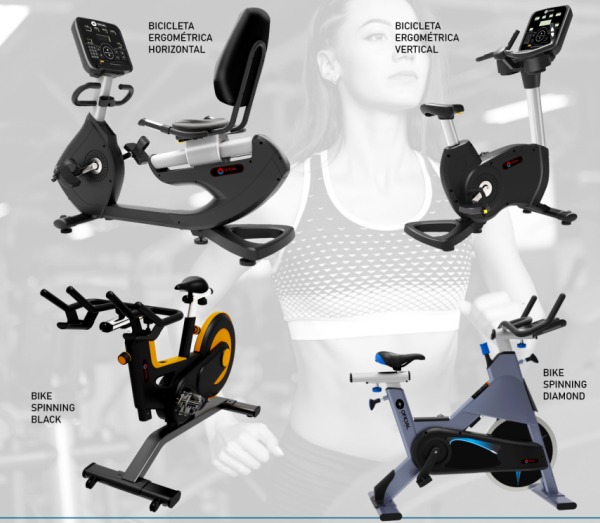 BICICLETA
ERGOMÉTRICA
HORIZONTAL
BICICLETA
ERGOMÉTRICA
VERTICAL
BIKE
SPINNING
BLACK
BIKE
SPINNING
DIAMOND